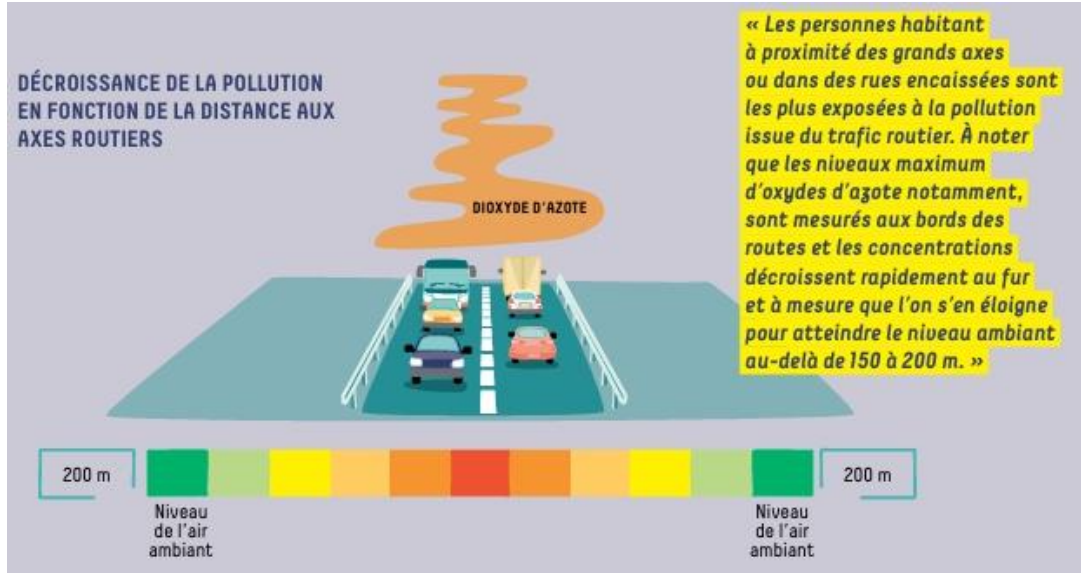 DÉCROISSANCE DE LA POLLUTION
EN FONCTION DE LA DISTANCE AUX
AXES ROUTIERS
« Les personnes habitant
à proximité des grands axes
ou dans des rues encaissées sont
les plus exposées à la pollution
issue du trafic routier. À noter
que les niveaux maximum
d'oxydes d'azote notamment,
sont mesurés aux bords des
routes et les concentrations
décroissent rapidement au fur
et à mesure que l'on s'en éloigne
pour atteindre le niveau ambiant
au-delà de 150 à 200 m. »
DIOXYDE D'AZOTE
200 m
200 m
Niveau
de l'air
ambiant
Niveau
de l'air
ambiant